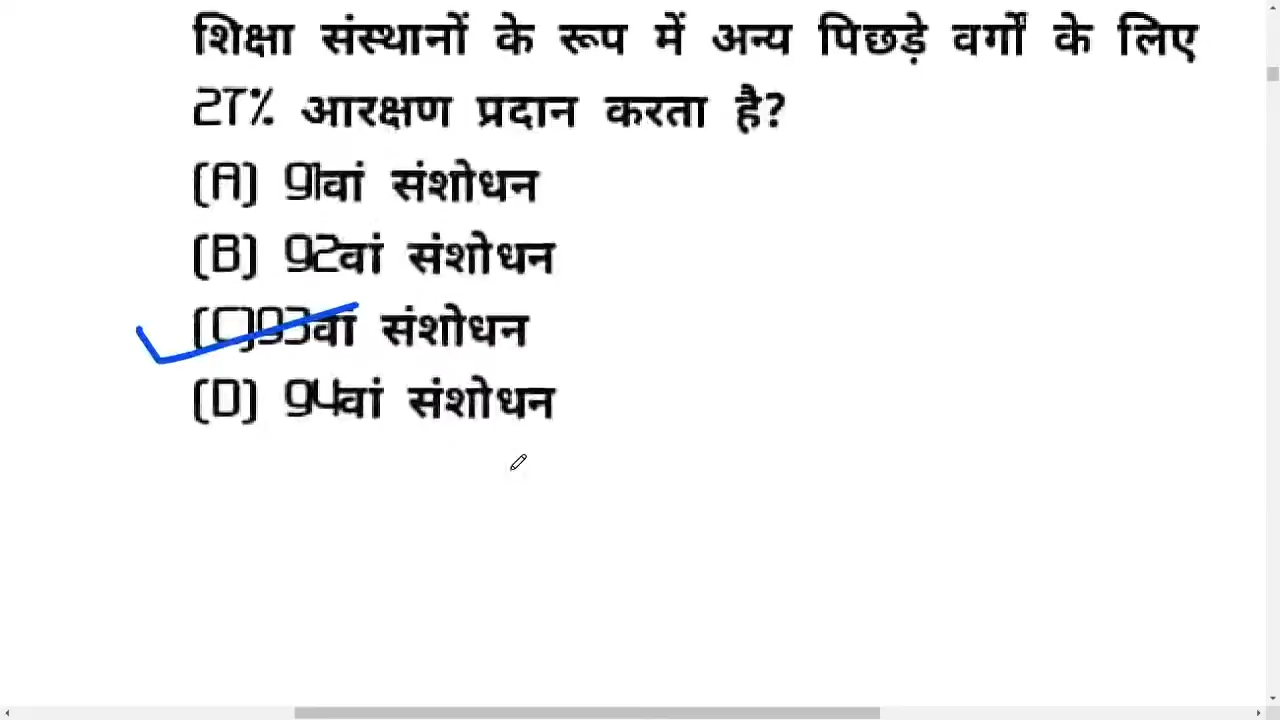 शिक्षा संस्थानों के रूप में अन्य पिछड़े वर्गों के लिए
27% आरक्षण प्रदान करता है?
(A) 91वां संशोधन
(B) 92वां संशोधन
(C)93वां संशोधन
(D) 94वां संशोधन